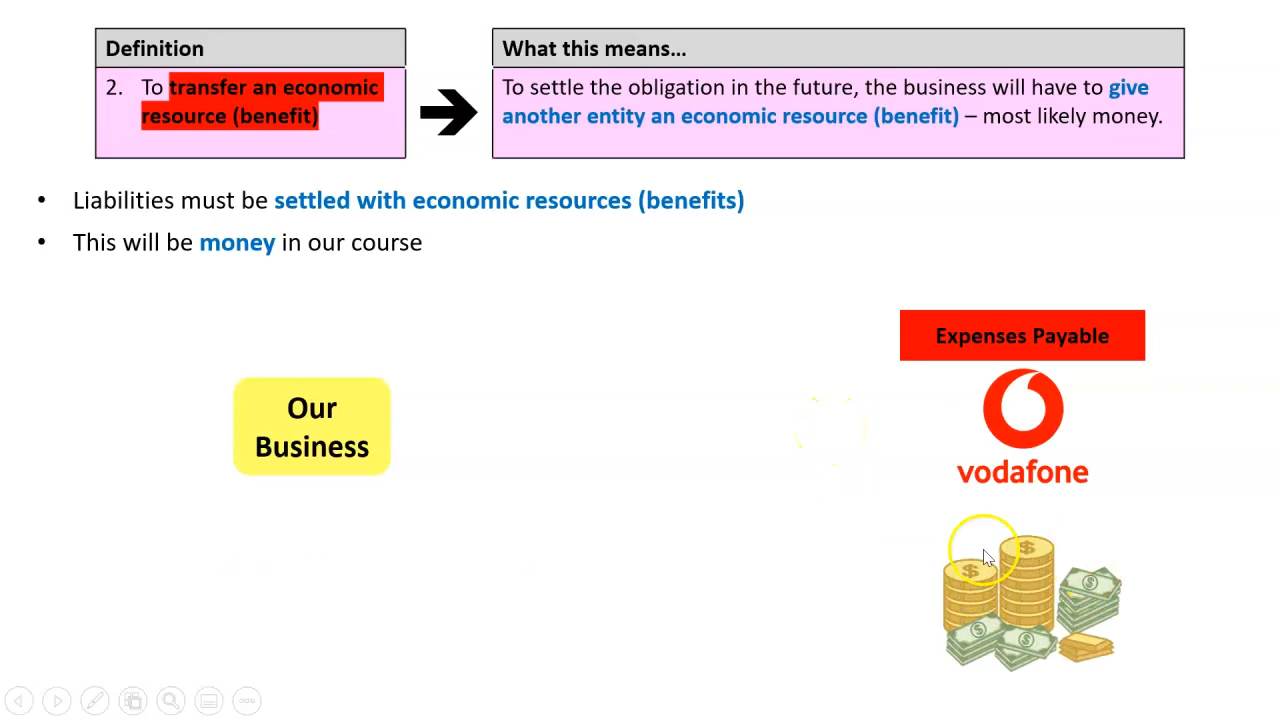 Definition
What this means...
2. To transfer an economic
resource (benefit)
To settle the obligation in the future, the business will have to give
another entity an economic resource (benefit) – most likely money.
• Liabilities must be settled with economic resources (benefits)
• This will be money in our course
Expenses Payable
Our
Business
vodafone
$
$
$
$
$